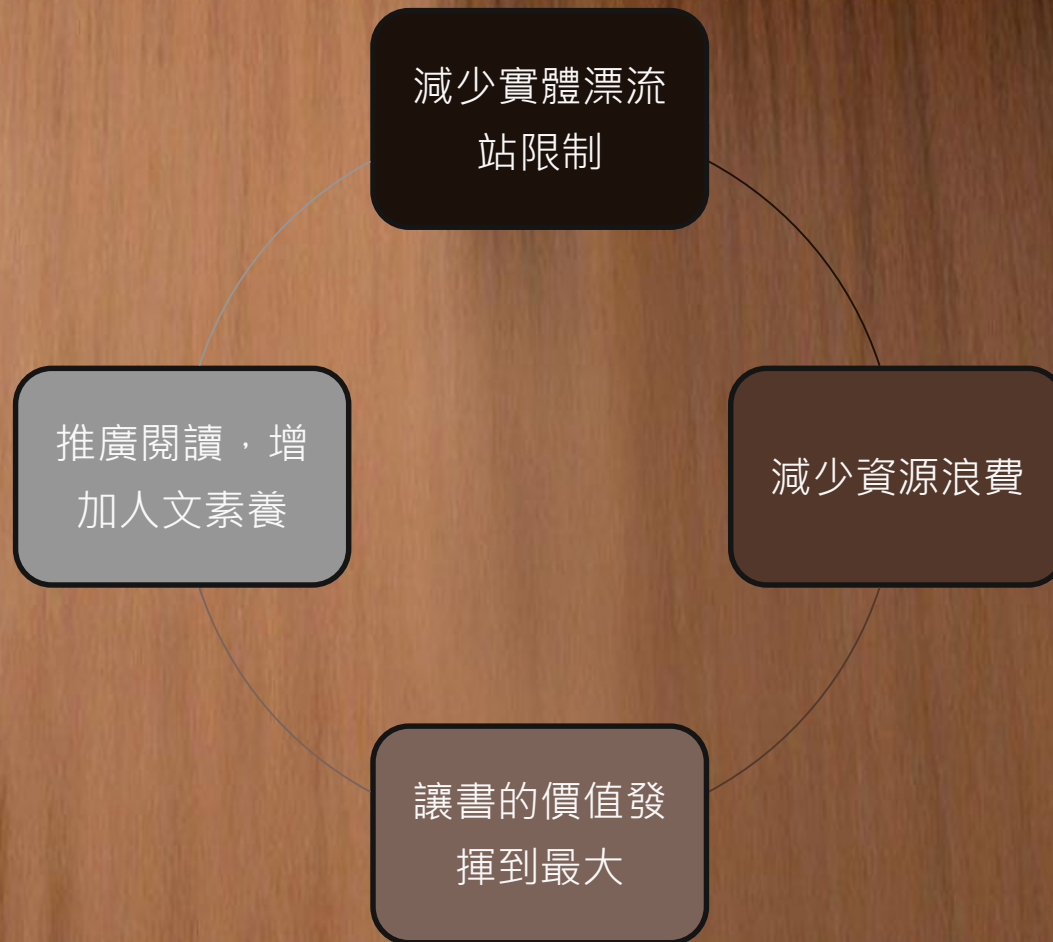 減少實體漂流
站限制
推廣閱讀，增
加人文素養
減少資源浪費
讓書的價值發
揮到最大